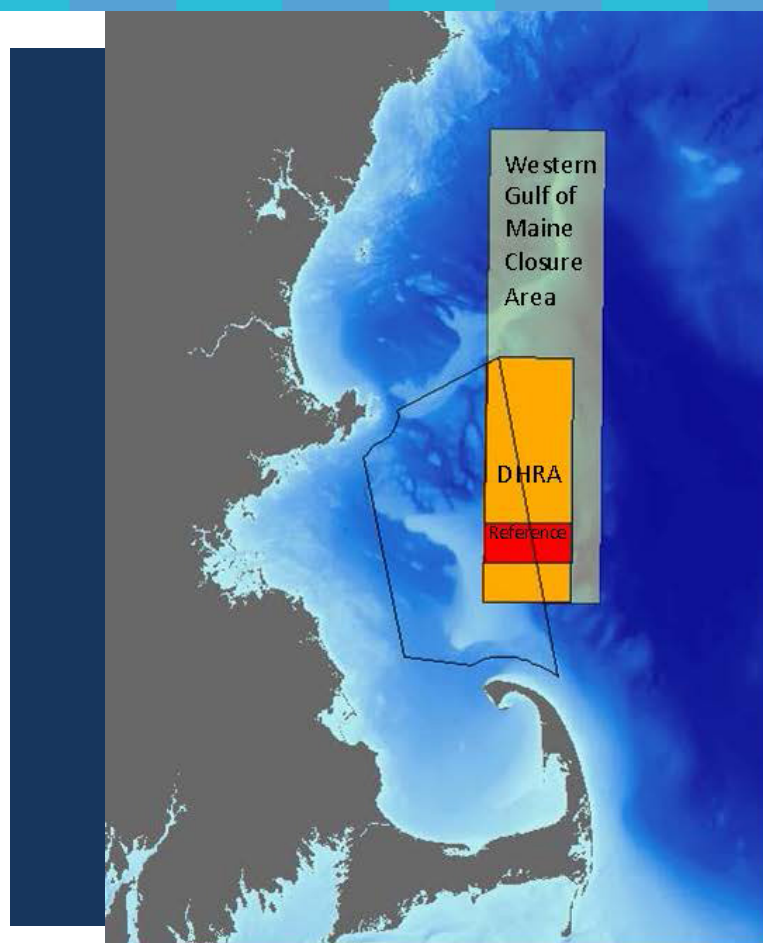 Western
Gulf of
Maine
Closure
Area
DHRA
Reference